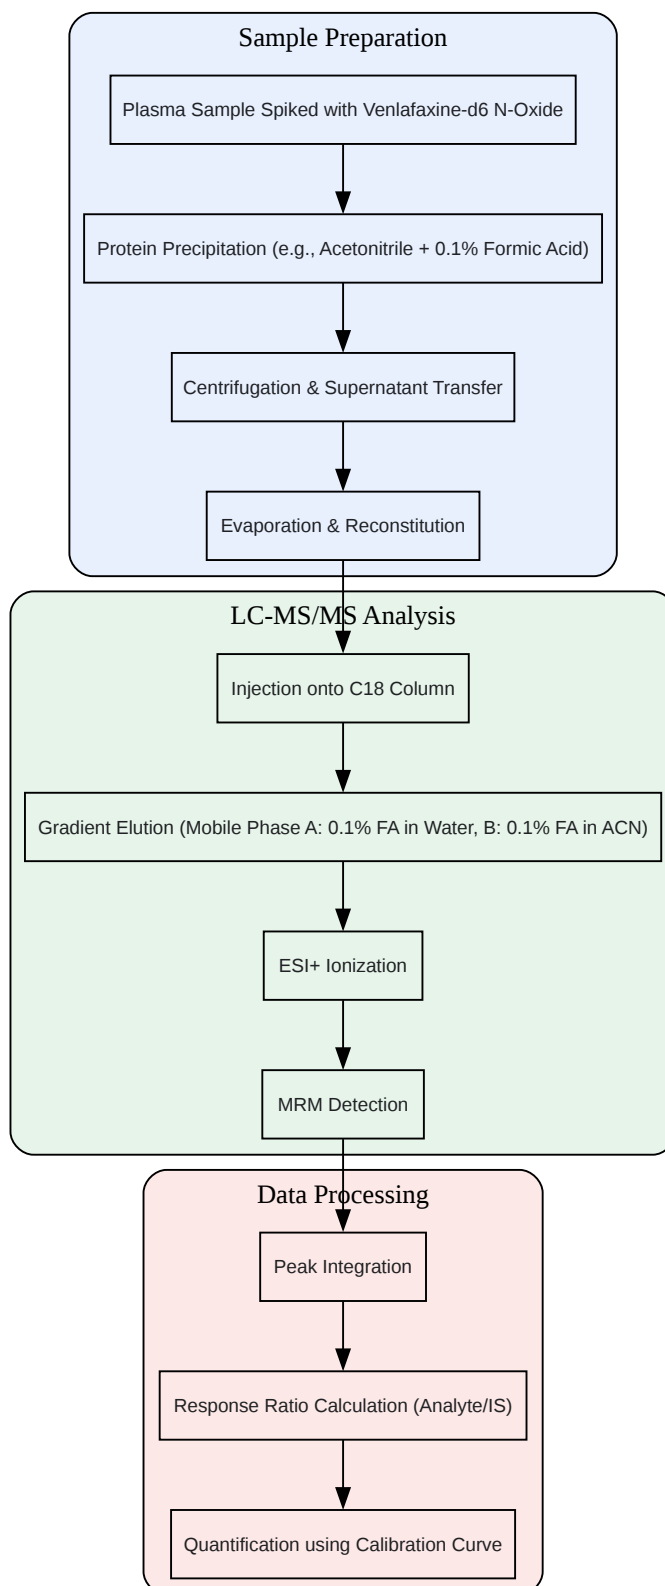 Sample Preparation
Plasma Sample Spiked with Venlafaxine-d6 N-Oxide
Protein Precipitation (e.g., Acetonitrile + 0.1% Formic Acid)
Centrifugation & Supernatant Transfer
Evaporation & Reconstitution
LC-MS/MS Analysis
Injection onto C18 Column
Gradient Elution (Mobile Phase A: 0.1% FA in Water, B: 0.1% FA in ACN)
ESI+ Ionization
MRM Detection
Data Processing
Peak Integration
Response Ratio Calculation (Analyte/IS)
Quantification using Calibration Curve